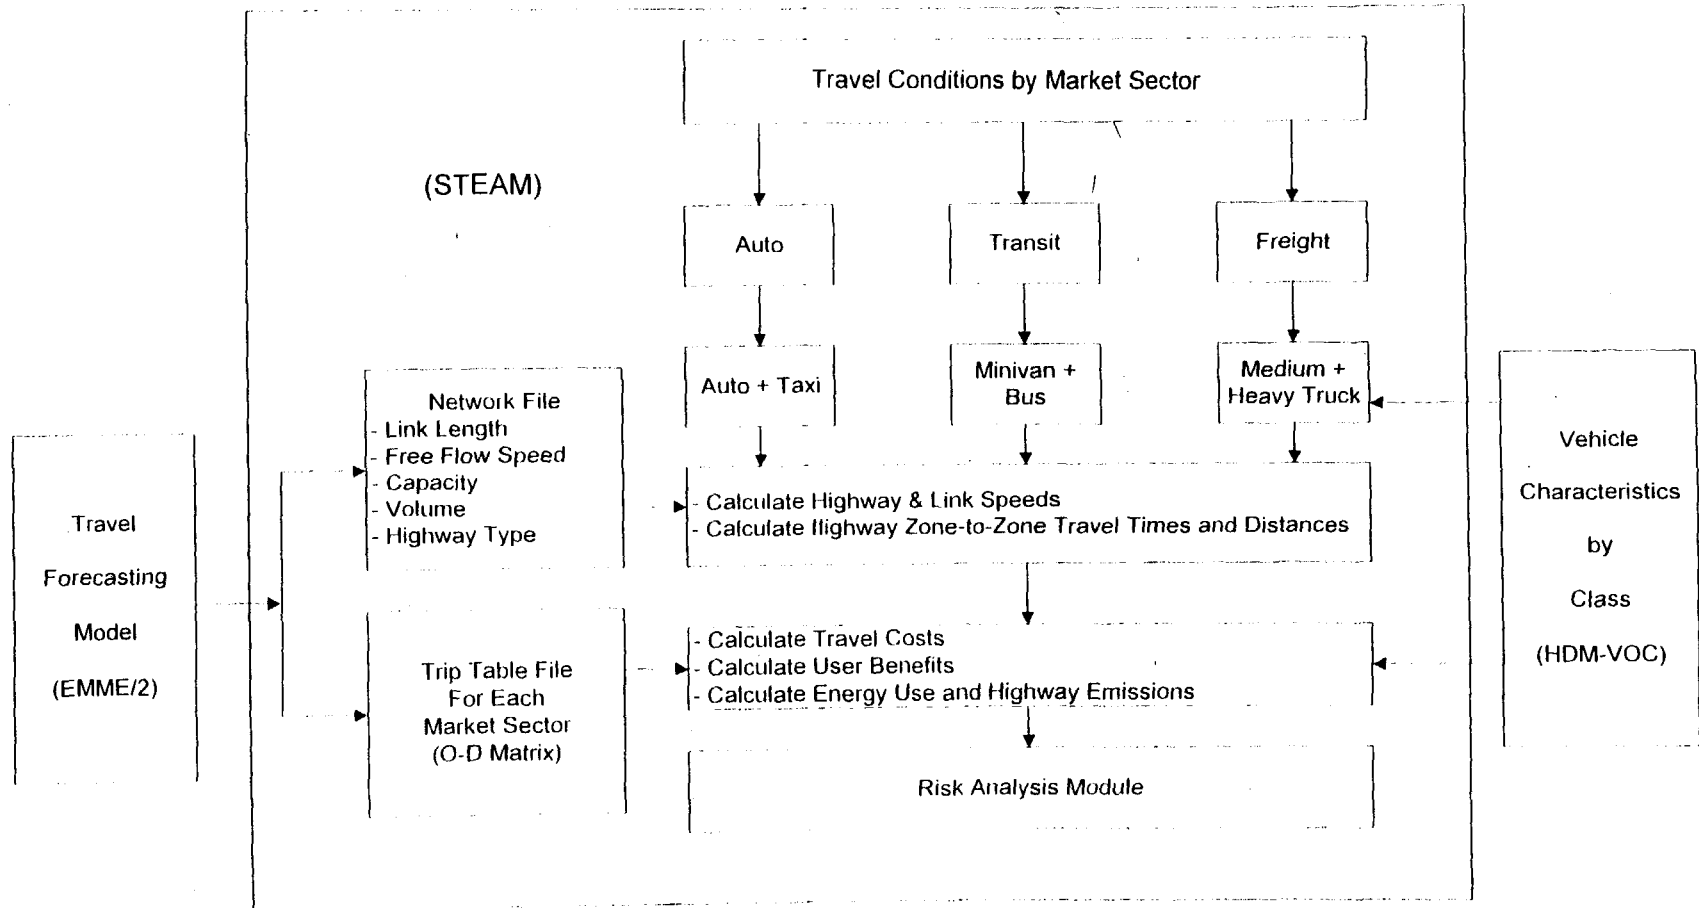 Travel Conditions by Market Sector
(STEAM)
Auto
Transit
Freight
Auto + Taxi
Minivan +
Bus
Medium +
Heavy Truck
Network File
- Link Length
- Free Flow Speed
- Capacity
- Volume
- Highway Type
Travel
Forecasting
Model
(EMME/2)
- Calculate Highway & Link Speeds
- Calculate Highway Zone-to-Zone Travel Times and Distances
Vehicle
Characteristics
by
Class
(HDM-VOC)
Trip Table File
For Each
Market Sector
(O-D Matrix)
- Calculate Travel Costs
- Calculate User Benefits
- Calculate Energy Use and Highway Emissions
Risk Analysis Module